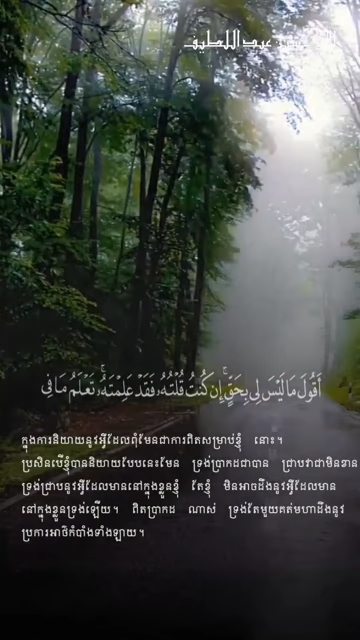 عبد اللطيف
أَقُولَ مَا لَيْسَ لِي بِحَقٍّ ۚ إِن كُنتُ قُلْتُهُۥ فَقَدْ عَلِمْتَهُۥ ۚ تَعْلَمُ مَا فِي
ក្នុងការនិយាយនូវអ្វីដែលពុំមែនជាការពិតសម្រាប់ខ្ញុំ នោះ។
ប្រសិនបើខ្ញុំបាននិយាយបែបនេះមែន ទ្រង់ប្រាកដជាបាន ជ្រាបវាជាមិនខាន
ទ្រង់ជ្រាបនូវអ្វីដែលមាននៅក្នុងខ្លួនខ្ញុំ តែខ្ញុំ មិនអាចដឹងនូវអ្វីដែលមាន
នៅក្នុងខ្លួនទ្រង់ឡើយ។ ពិតប្រាកដ ណាស់ ទ្រង់តែមួយគត់មហាដឹងនូវ
ប្រការអាថ៌កំបាំងទាំងឡាយ។